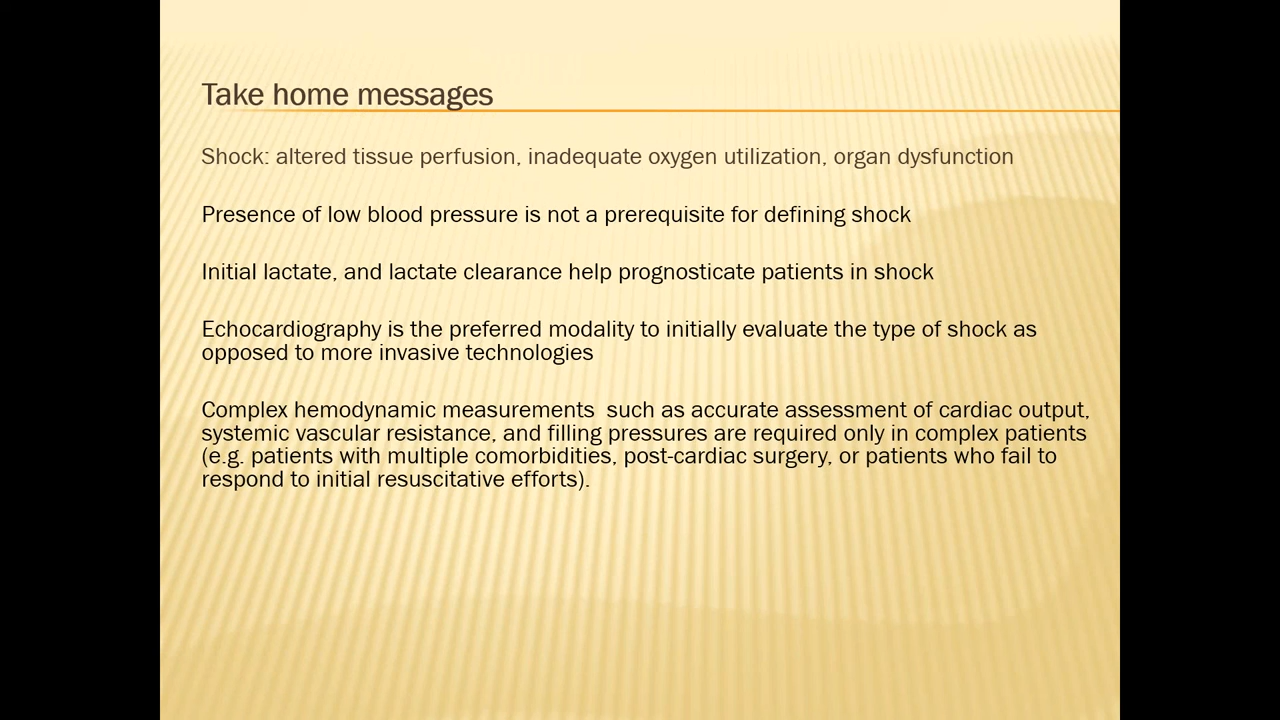 Take home messages
Shock: altered tissue perfusion, inadequate oxygen utilization, organ dysfunction
Presence of low blood pressure is not a prerequisite for defining shock
Initial lactate, and lactate clearance help prognosticate patients in shock
Echocardiography is the preferred modality to initially evaluate the type of shock as
opposed to more invasive technologies
Complex hemodynamic measurements  such as accurate assessment of cardiac output,
systemic vascular resistance, and filling pressures are required only in complex patients
(e.g. patients with multiple comorbidities, post-cardiac surgery, or patients who fail to
respond to initial resuscitative efforts).